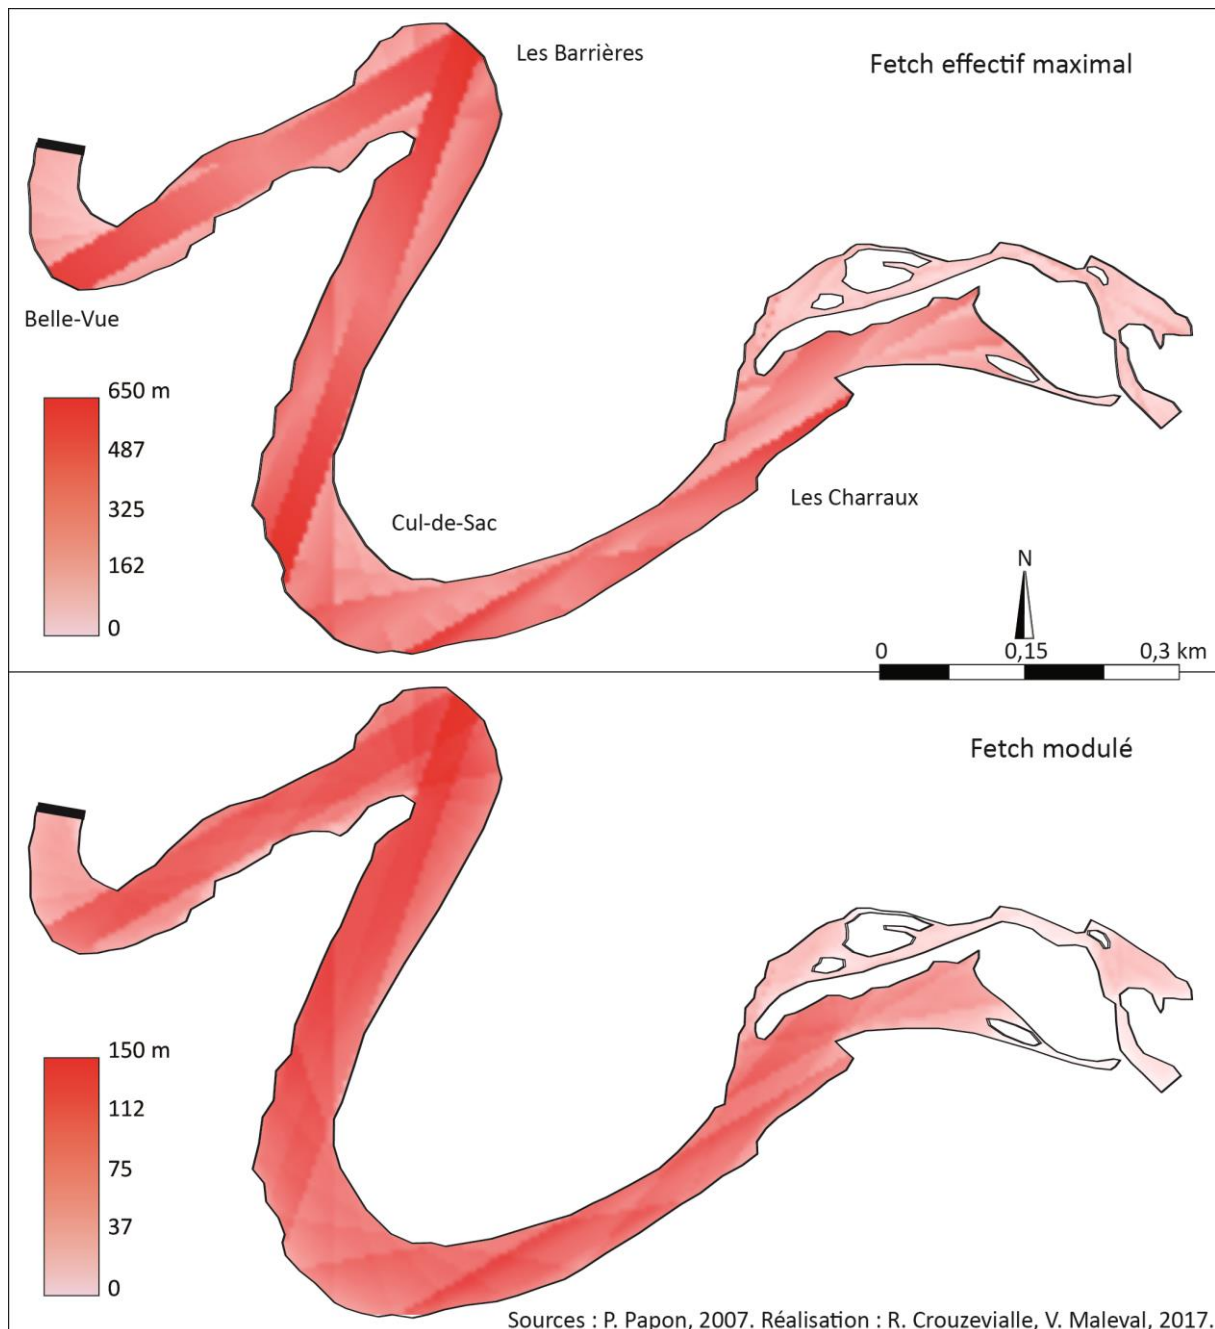 Les Barrières
Fetch effectif maximal
Belle-Vue
650 m
487
325
162
0
Cul-de-Sac
Les Charraux
N
0 0,15 0,3 km
Fetch modulé
150 m
112
75
37
0
Sources : P. Papon, 2007. Réalisation : R. Crouzevialle, V. Maleval, 2017.